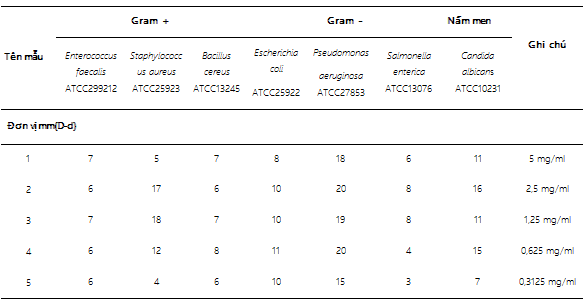 Gram + Gram - Nấm men
Tên mẫu Enterococcus faecalis ATCC299212 Staphylococc us aureus ATCC25923 Bacillus cereus ATCC13245 Escherichia coli ATCC25922 Pseudomonas aeruginosa ATCC27853 Salmonella enterica ATCC13076 Candida albicans ATCC10231 Ghi chú
Đơn vị mm(D-d)
1 7 5 7 8 18 6 11 5 mg/ml
2 6 17 6 10 20 8 16 2,5 mg/ml
3 7 18 7 10 19 8 11 1,25 mg/ml
4 6 12 8 11 20 4 15 0,625 mg/ml
5 6 4 6 10 15 3 7 0,3125 mg/ml